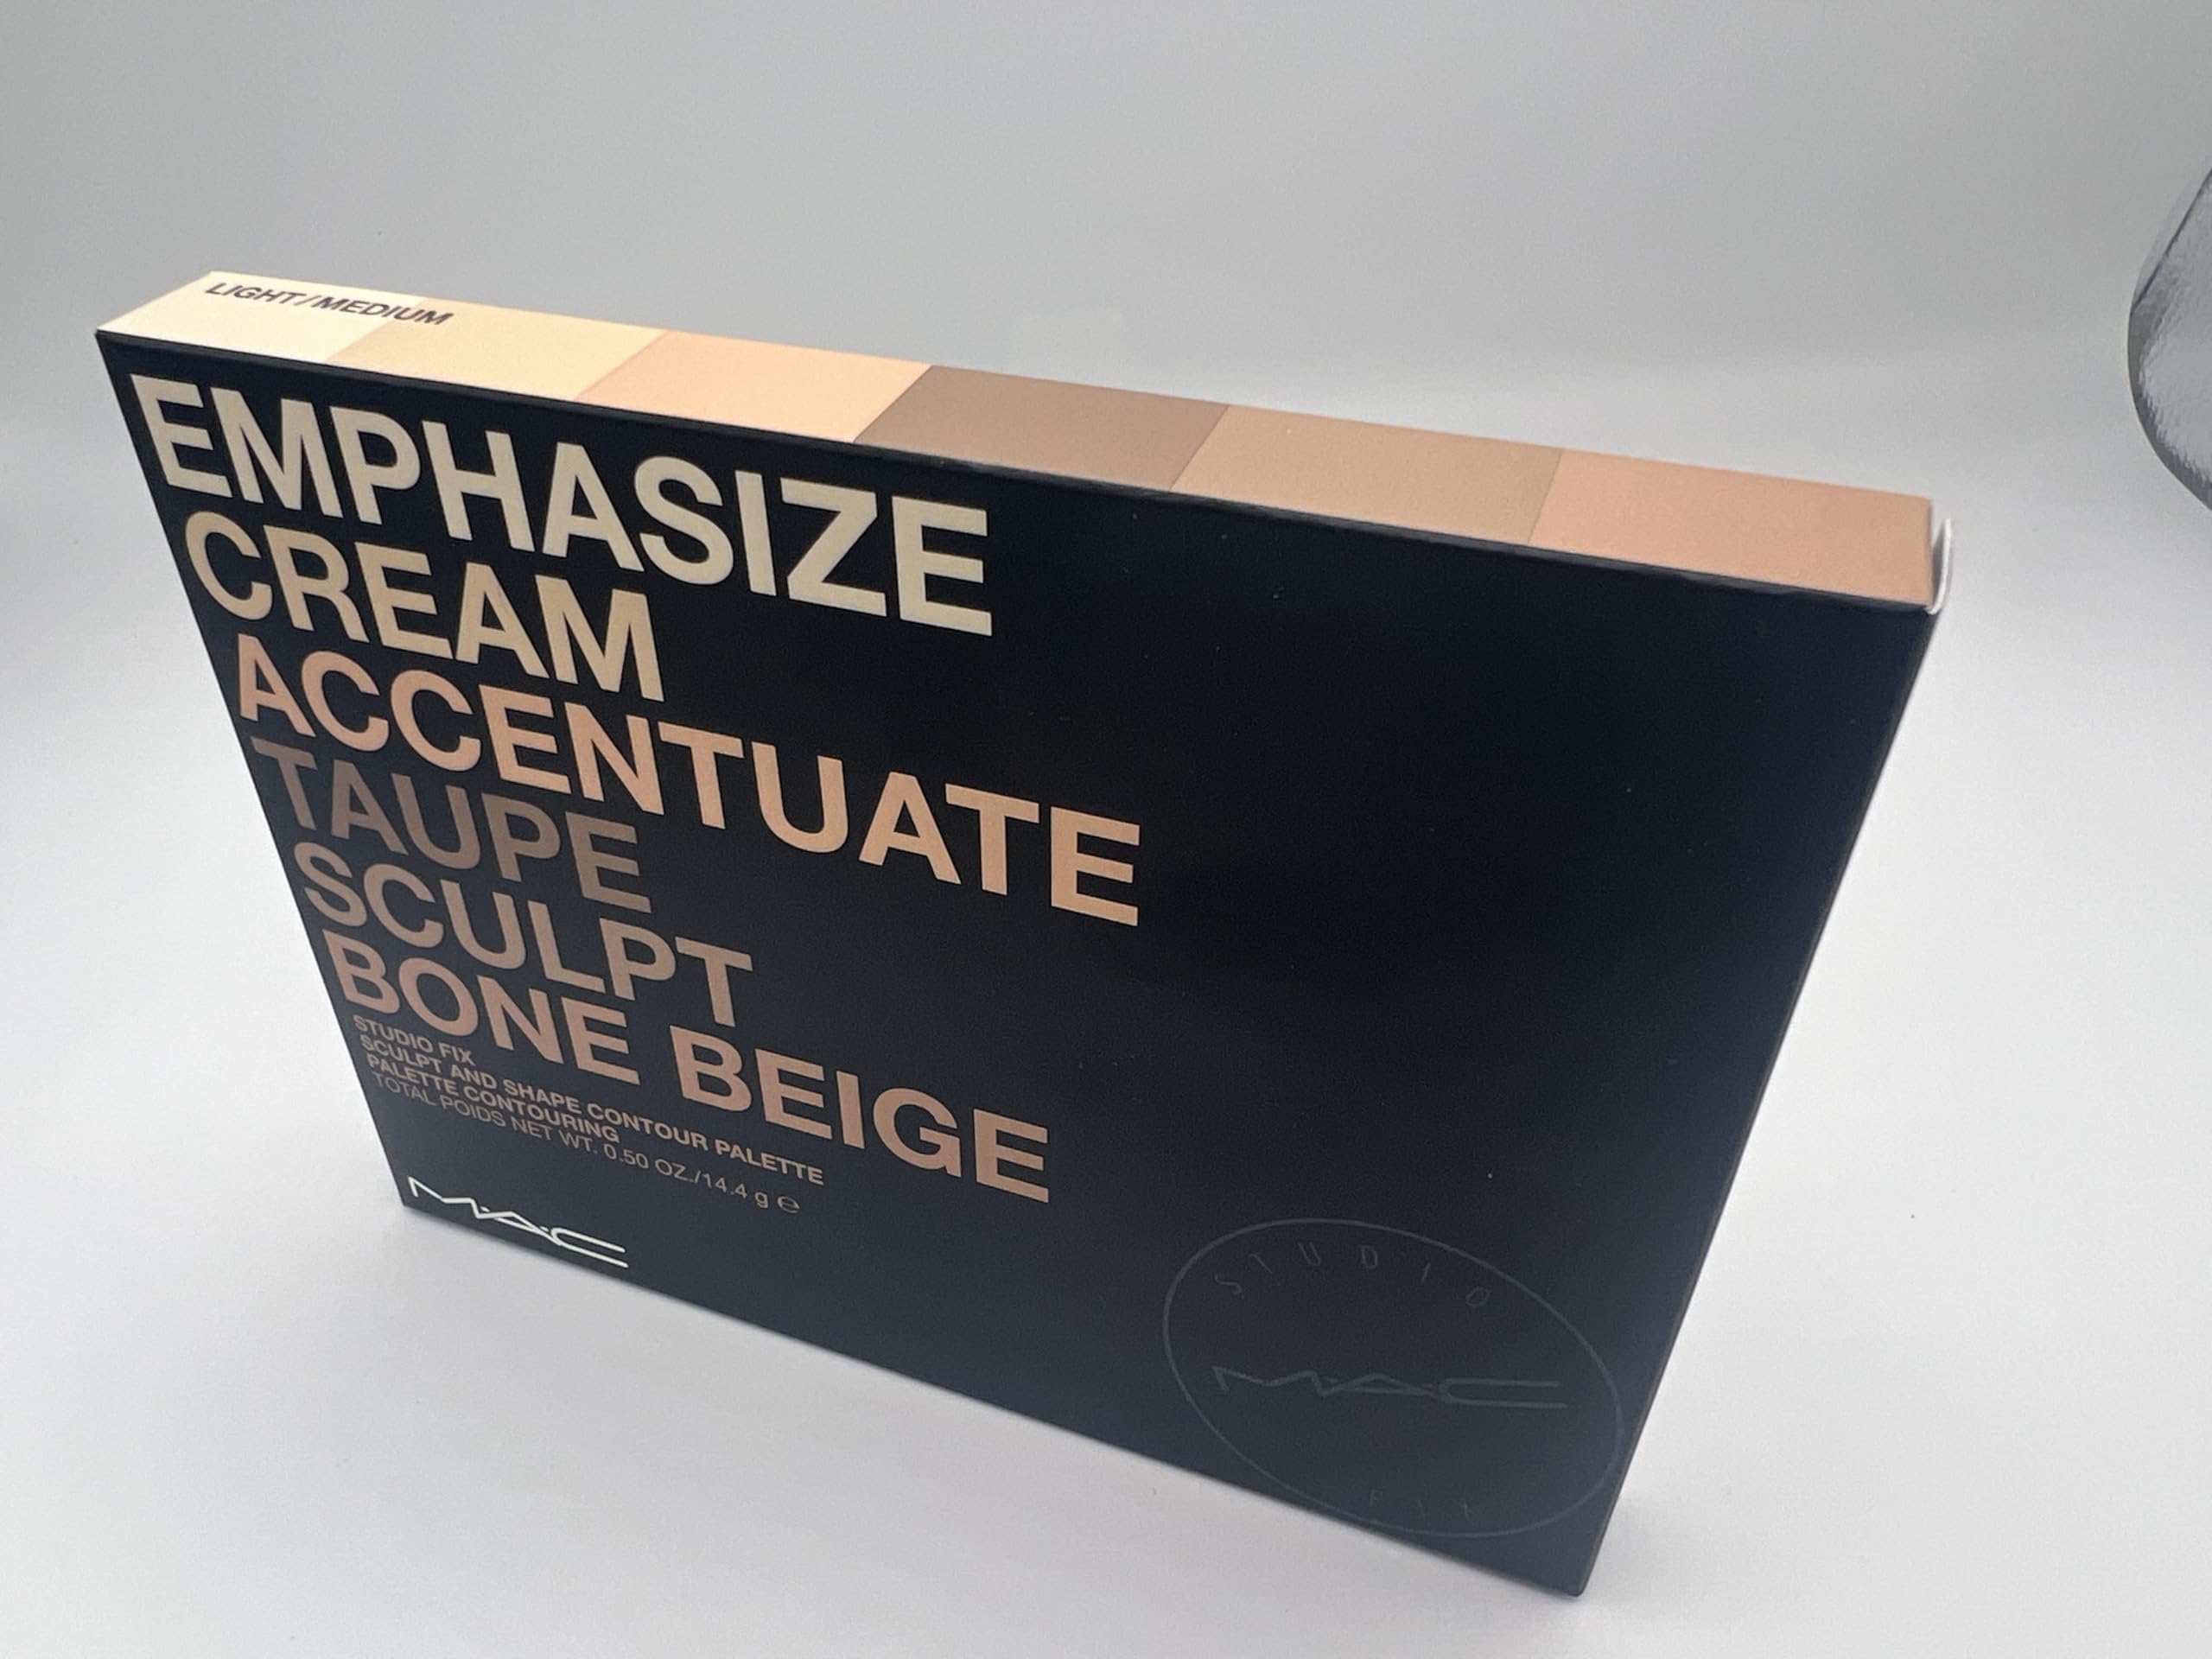 LIGHT/MEDIUM
EMPHASIZE
CREAM
ACCENTUATE
TAUPE
SCULPT
BONE BEIGE
STUDIO FIX
SCULPT AND SHAPE CONTOUR PALETTE
PALETTE CONTOURING
TOTAL POIDS NET WT. 0.50 OZ./14.4 g ℮
M·A·C
STUDIO
M·A·C
FIX